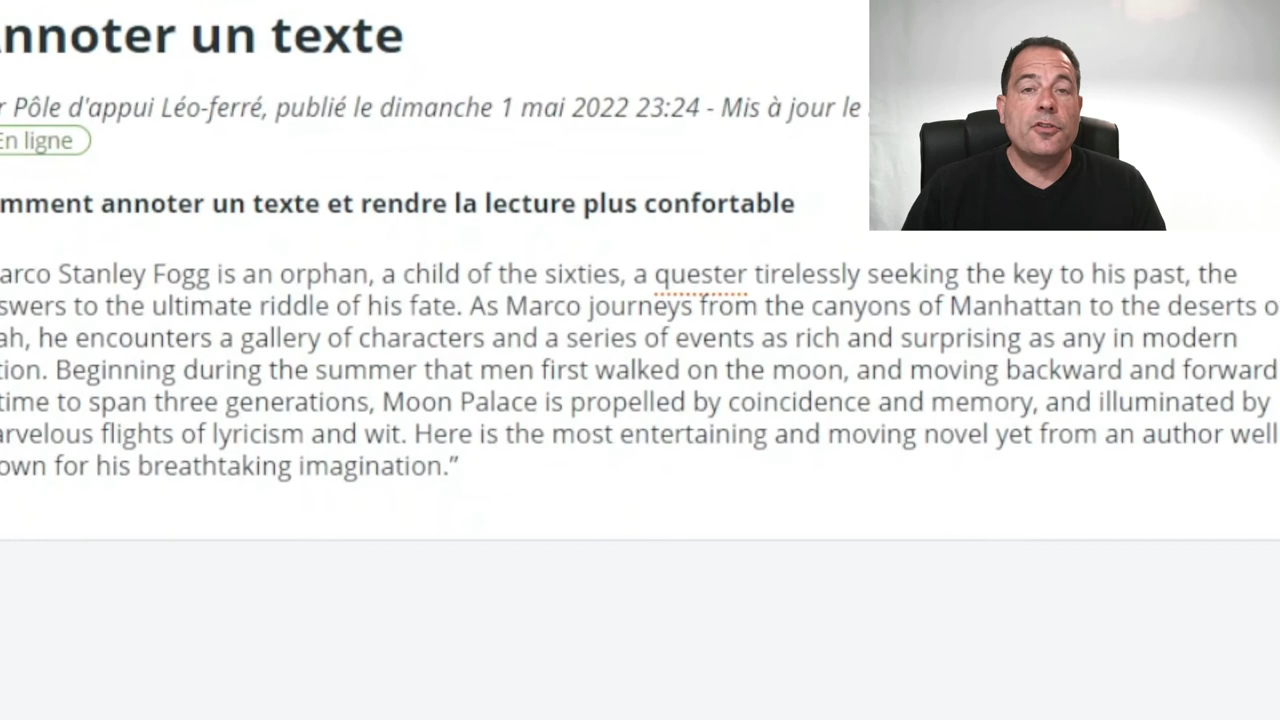 nnoter un texte
r Pôle d'appui Léo-ferré, publié le dimanche 1 mai 2022 23:24 - Mis à jour le
En ligne
mment annoter un texte et rendre la lecture plus confortable
arco Stanley Fogg is an orphan, a child of the sixties, a quester tirelessly seeking the key to his past, the
swers to the ultimate riddle of his fate. As Marco journeys from the canyons of Manhattan to the deserts o
ah, he encounters a gallery of characters and a series of events as rich and surprising as any in modern
tion. Beginning during the summer that men first walked on the moon, and moving backward and forward
time to span three generations, Moon Palace is propelled by coincidence and memory, and illuminated by
arvelous flights of lyricism and wit. Here is the most entertaining and moving novel yet from an author well
own for his breathtaking imagination.”